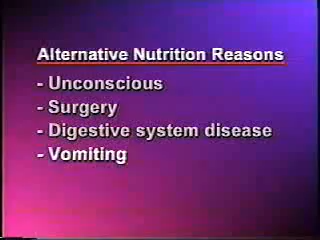 Alternative Nutrition Reasons
- Unconscious
- Surgery
- Digestive system disease
- Vomiting